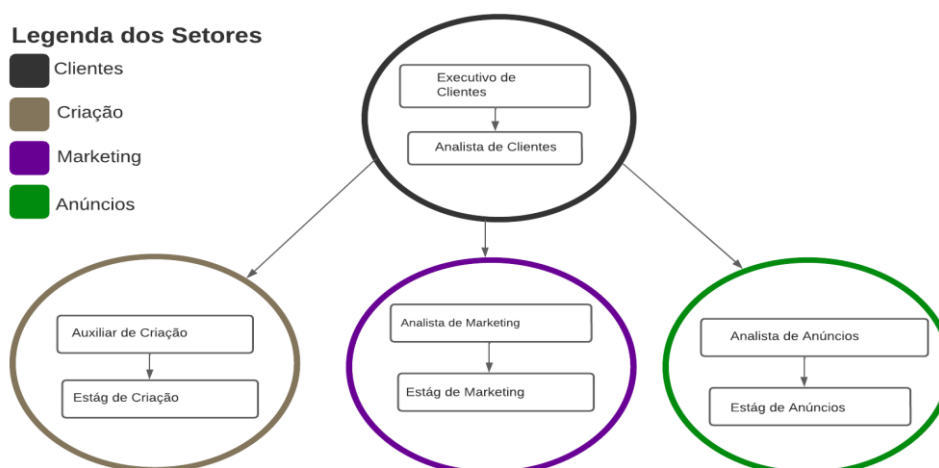 Legenda dos Setores
Clientes
Criação
Marketing
Anúncios
Executivo de
Clientes
Analista de Clientes
Auxiliar de Criação
Estág de Criação
Analista de Marketing
Estág de Marketing
Analista de Anúncios
Estág de Anúncios